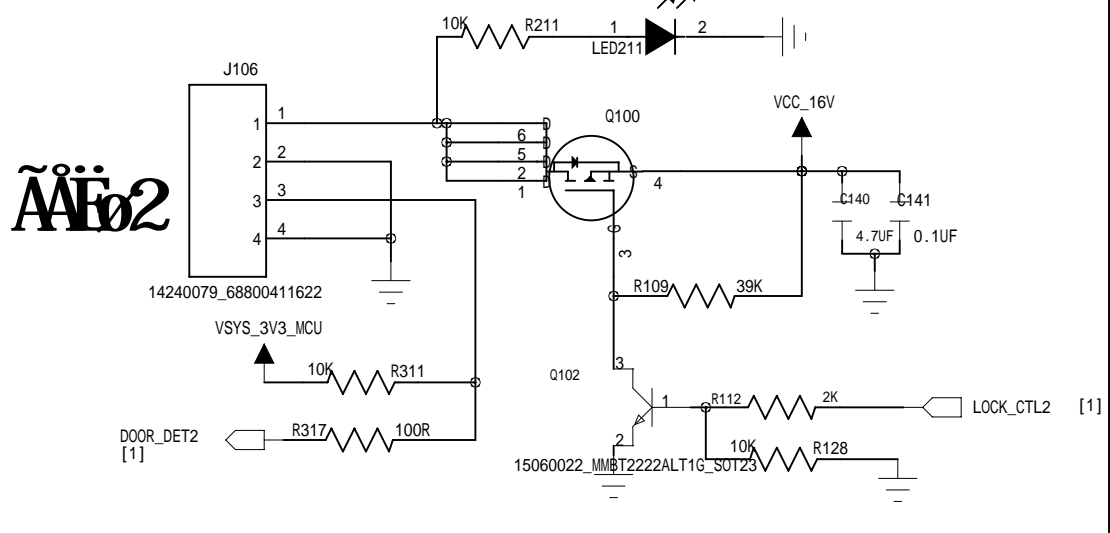 10K R211
1 2
LED211
J106
VCC_16V
Q100
1 1
6
5
2
1
2 2
4
3 3
C140 C141
4.7UF 0.1UF
4 4
3
14240079_68800411622
R109 39K
VSYS_3V3_MCU
10K R311
Q102
3
1
R112 2K
LOCK_CTL2 [1]
DOOR_DET2
[1]
R317 100R
2
10K R128
15060022_MMBT2222ALT1G_SOT23
D
S
G